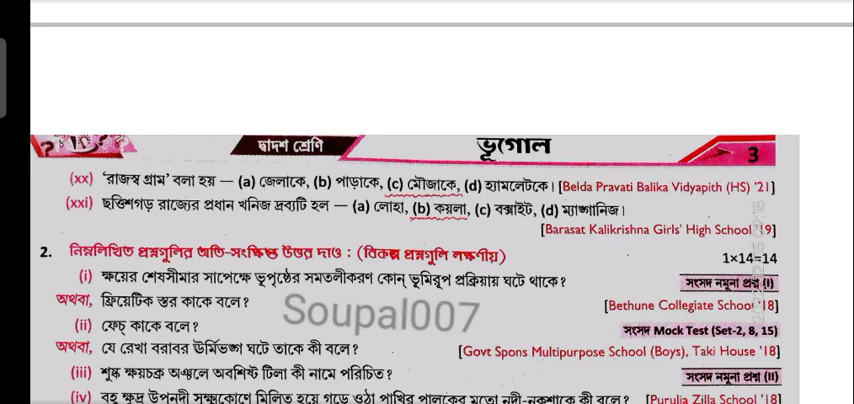 দ্বাদশ শ্রেণি ভূগোল 3
(xx) ‘রাজস্ব গ্রাম’ বলা হয় — (a) জেলাকে, (b) পাড়াকে, (c) মৌজাকে, (d) হ্যামলেটকে। [Belda Pravati Balika Vidyapith (HS) '21]
(xxi) ছত্তিশগড় রাজ্যের প্রধান খনিজ দ্রব্যটি হল — (a) লোহা, (b) কয়লা, (c) বক্সাইট, (d) ম্যাঙ্গানিজ।
[Barasat Kalikrishna Girls' High School '19]
2. নিম্নলিখিত প্রশ্নগুলির অতি-সংক্ষিপ্ত উত্তর দাও : (বিকল্প প্রশ্নগুলি লক্ষণীয়) 1×14=14
(i) ক্ষয়ের শেষসীমার সাপেক্ষে ভূপৃষ্ঠের সমতলীকরণ কোন্ ভূমিরূপ প্রক্রিয়ায় ঘটে থাকে? সংসদ নমুনা প্রশ্ন (I)
অথবা, ফ্রিয়েটিক স্তর কাকে বলে? [Bethune Collegiate School '18]
Soupal007
(ii) ফেচ্ কাকে বলে? সংসদ Mock Test (Set-2, 8, 15)
অথবা, যে রেখা বরাবর ঊর্মিভঙ্গ ঘটে তাকে কী বলে? [Govt Spons Multipurpose School (Boys), Taki House '18]
(iii) শুষ্ক ক্ষয়চক্র অঞ্চলে অবশিষ্ট টিলা কী নামে পরিচিত? সংসদ নমুনা প্রশ্ন (II)
(iv) বহু ক্ষুদ্র উপনদী সূক্ষ্মকোণে মিলিত হয়ে গড়ে ওঠা পাখির পালকের মতো নদী-নকশাকে কী বলে? [Purulia Zilla School '18]